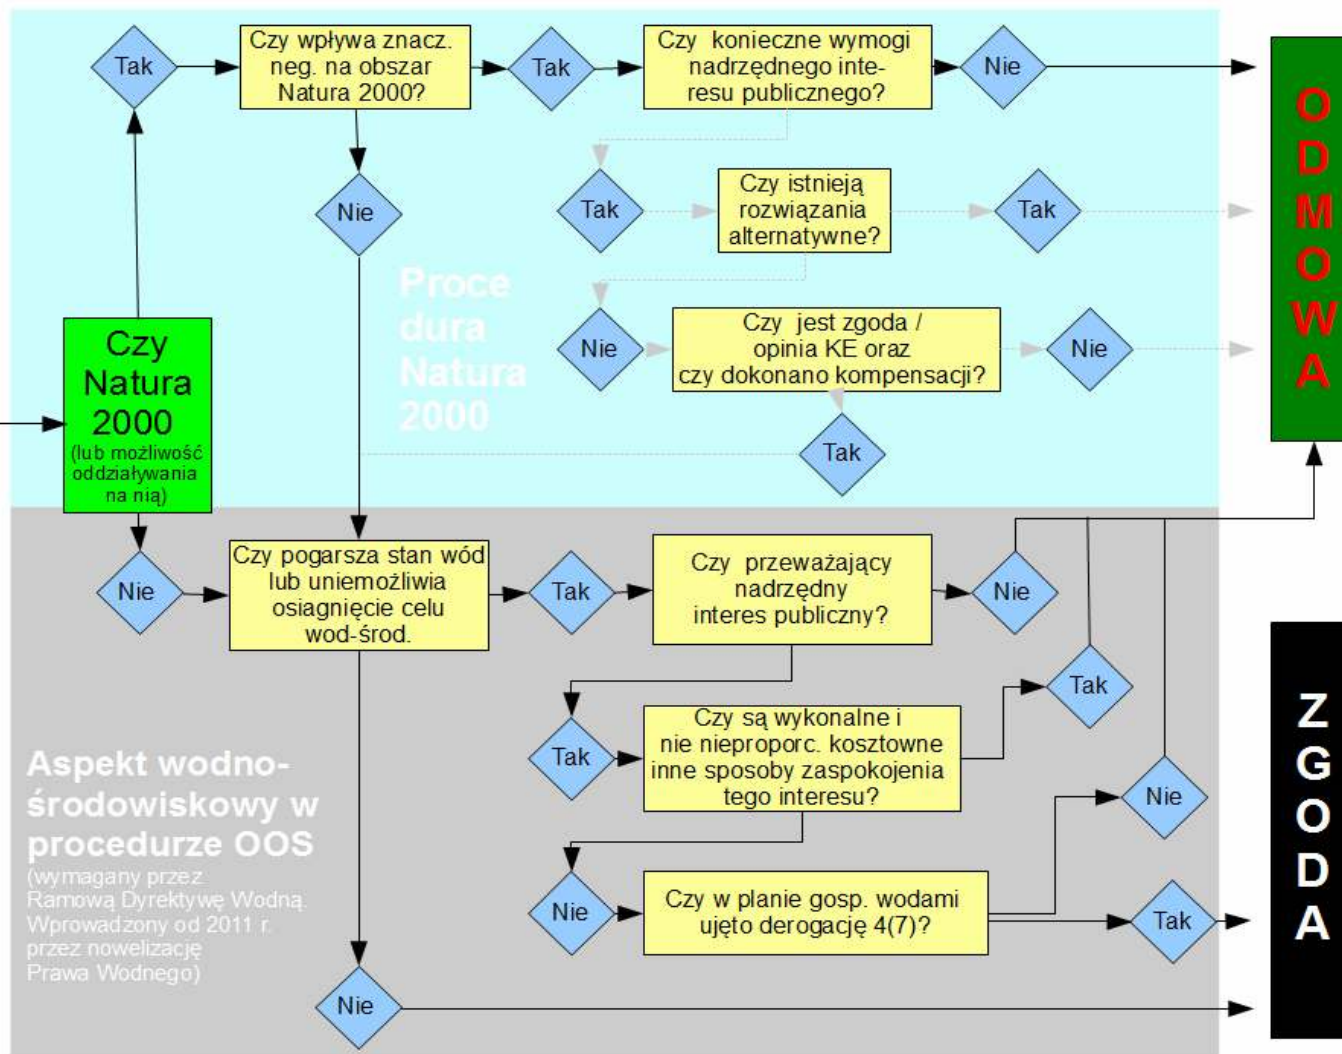 Tak
Czy wpływa znacz.
neg. na obszar
Natura 2000?
Tak
Czy konieczne wymogi
nadrzędnego inte-
resu publicznego?
Nie
Nie
Tak
Czy istnieją
rozwiązania
alternatywne?
Tak
Proce
dura
Natura
2000
Nie
Czy jest zgoda /
opinia KE oraz
czy dokonano kompensacji?
Nie
Tak
Czy
Natura
2000
(lub możliwość
oddziaływania
na nią)
O
D
M
O
W
A
Nie
Czy pogarsza stan wód
lub uniemożliwia
osiagnięcie celu
wod-środ.
Tak
Czy przeważający
nadrzędny
interes publiczny?
Nie
Tak
Czy są wykonalne i
nie nieproporc. kosztowne
inne sposoby zaspokojenia
tego interesu?
Tak
Nie
Nie
Czy w planie gosp. wodami
ujęto derogację 4(7)?
Tak
Aspekt wodno-
środowiskowy w
procedurze OOS
(wymagany przez
Ramową Dyrektywę Wodną.
Wprowadzony od 2011 r.
przez nowelizację
Prawa Wodnego)
Nie
Z
G
O
D
A